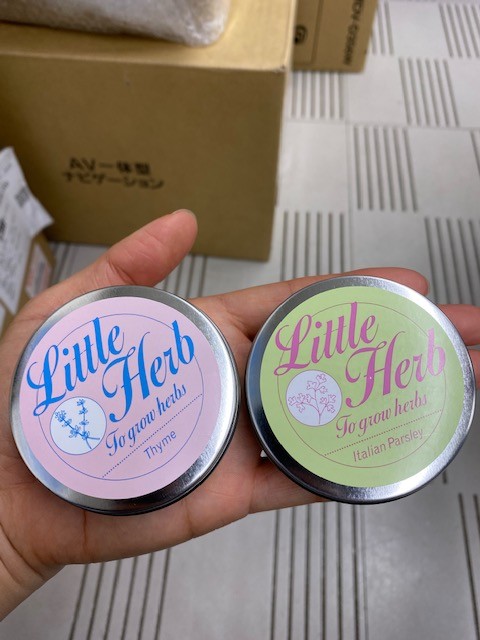 AV一体型
ナビゲーション
Little
Herb
To grow herbs
Thyme
Little
Herb
To grow herbs
Italian Parsley